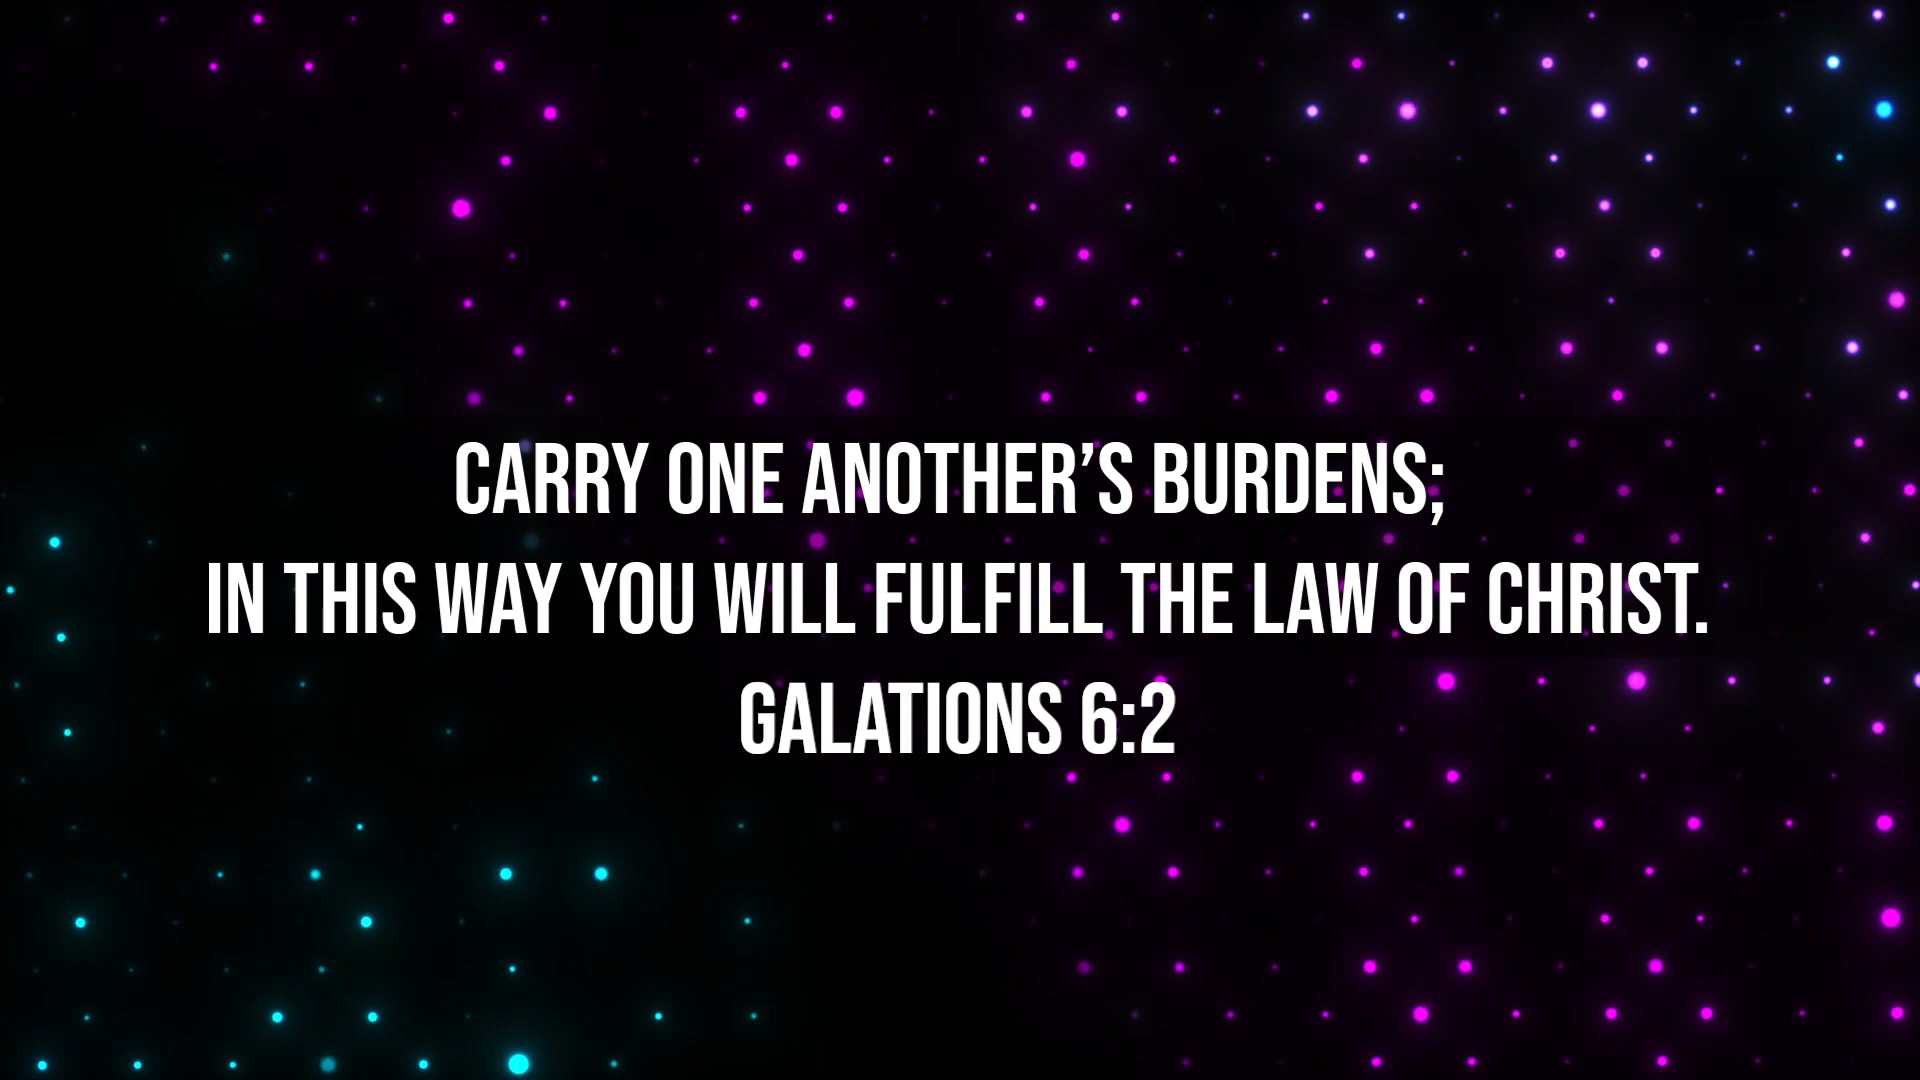 CARRY ONE ANOTHER’S BURDENS;
IN THIS WAY YOU WILL FULFILL THE LAW OF CHRIST.
GALATIONS 6:2